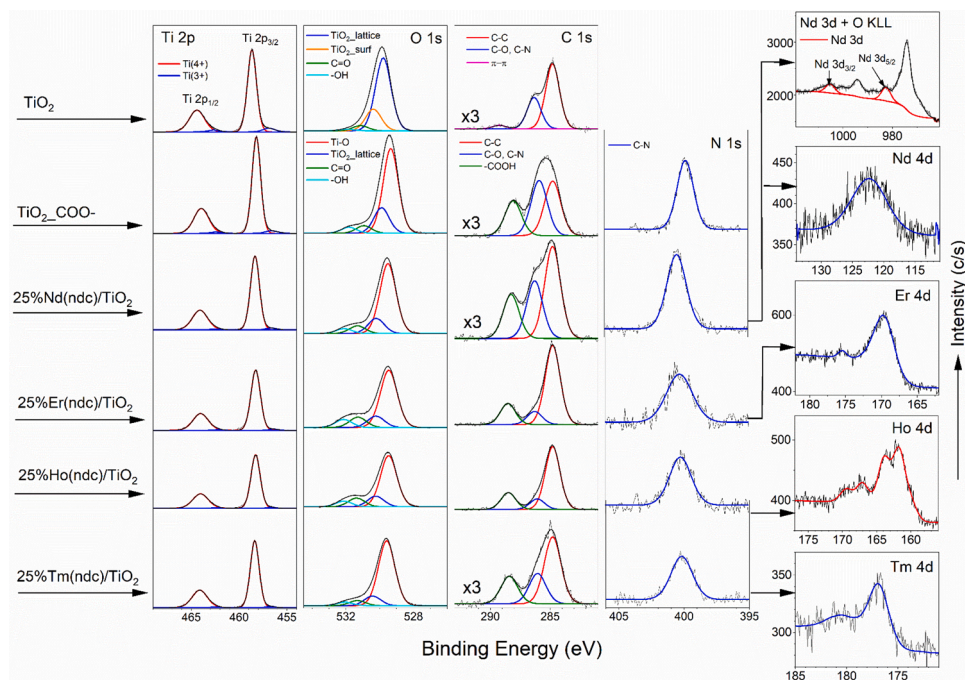 Ti 2p
Ti 2p3/2
Ti(4+)
Ti(3+)
Ti 2p1/2
O 1s
TiO2_lattice
TiO2_surf
C=O
-OH
C 1s
C-C
C-O, C-N
π-π
x3
Nd 3d + O KLL
Nd 3d
Nd 3d3/2
Nd 3d5/2
3000
2000
1000
980
TiO2
Ti-O
TiO2_lattice
C=O
-OH
C-C
C-O, C-N
-COOH
x3
N 1s
C-N
Nd 4d
450
400
350
130
125
120
115
TiO2_COO-
25%Nd(ndc)/TiO2
x3
Er 4d
600
400
180
175
170
165
25%Er(ndc)/TiO2
Ho 4d
500
400
175
170
165
160
25%Ho(ndc)/TiO2
25%Tm(ndc)/TiO2
x3
Tm 4d
350
300
185
180
175
465
460
455
532
528
290
285
405
400
395
Binding Energy (eV)
Intensity (c/s)